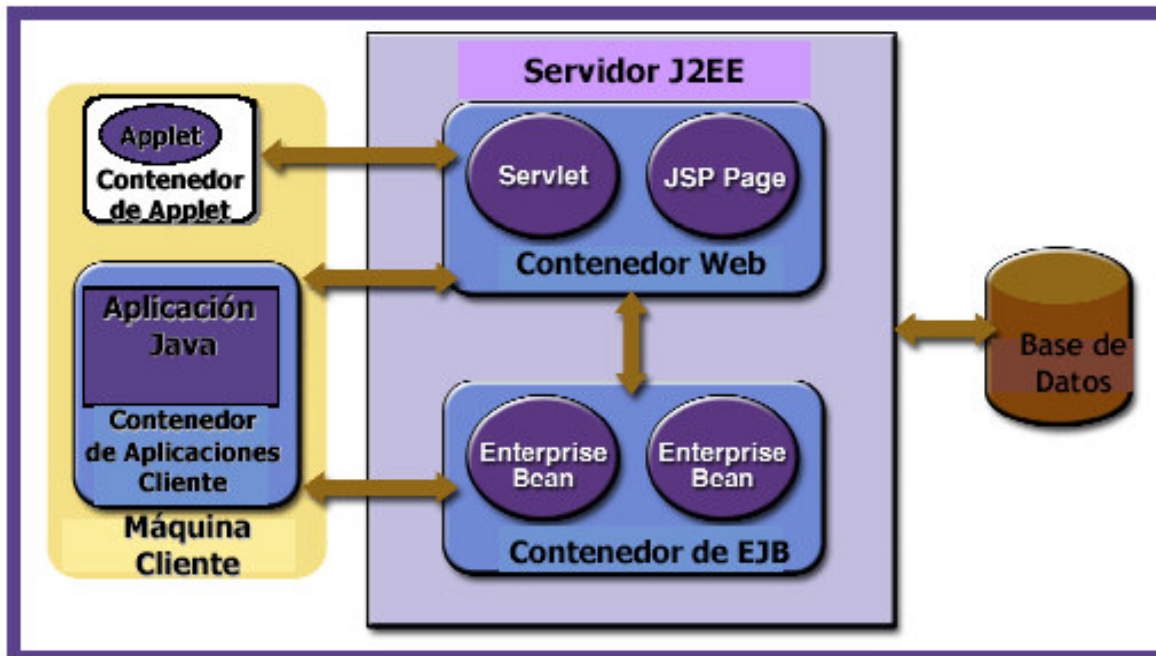 Servidor J2EE
Applet
Contenedor
de Applet
Servlet
JSP Page
Contenedor Web
Aplicación
Java
Contenedor
de Aplicaciones
Cliente
Máquina
Cliente
Enterprise
Bean
Enterprise
Bean
Contenedor de EJB
Base de
Datos